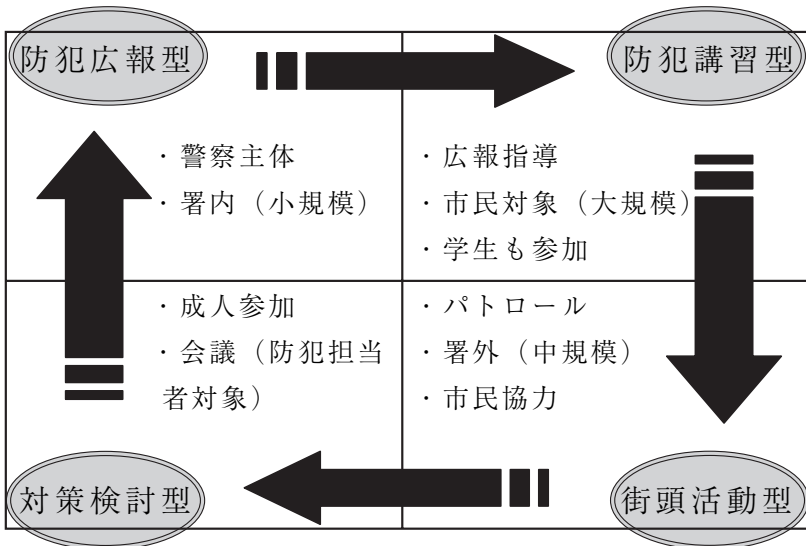 防犯広報型
防犯講習型
・警察主体
・署内（小規模）
・広報指導
・市民対象（大規模）
・学生も参加
・成人参加
・会議（防犯担当
者対象）
・パトロール
・署外（中規模）
・市民協力
対策検討型
街頭活動型